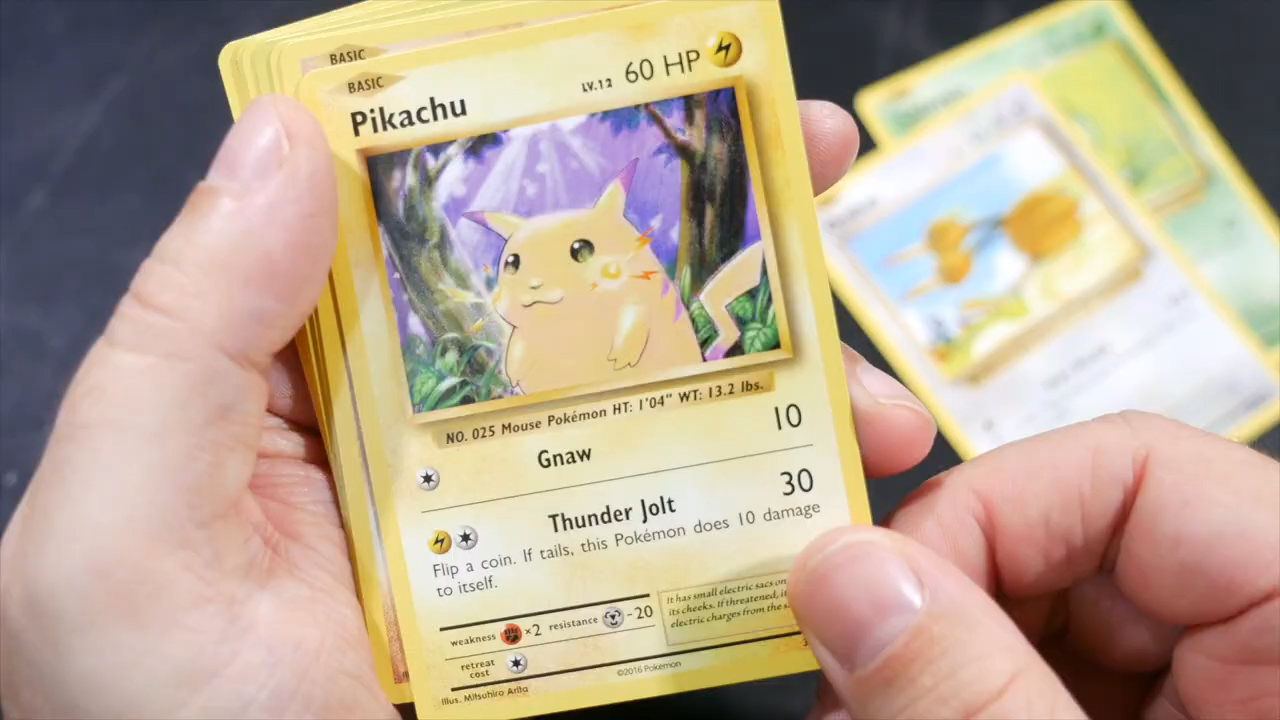 BASIC
BASIC
Pikachu
LV.12 60 HP
NO. 025 Mouse Pokémon HT: 1'04" WT: 13.2 lbs.
Gnaw 10
Thunder Jolt 30
Flip a coin. If tails, this Pokémon does 10 damage
to itself.
weakness ×2 resistance -20
retreat
cost
It has small electric sacs on
its cheeks. If threatened, it
electric charges from the
Illus. Mitsuhiro Arita
©2016 Pokémon